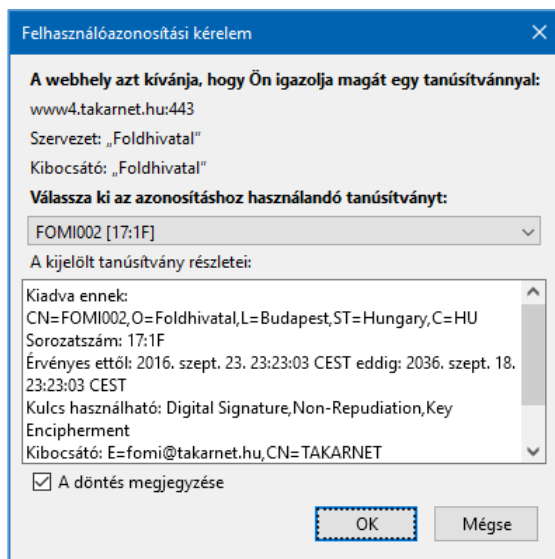 Felhasználóazonosítási kérelem
A webhely azt kívánja, hogy Ön igazolja magát egy tanúsítvánnyal:
www4.takarnet.hu:443
Szervezet: „Foldhivatal”
Kibocsátó: „Foldhivatal”
Válassza ki az azonosításhoz használandó tanúsítványt:
FOMI002 [17:1F]
A kijelölt tanúsítvány részletei:
Kiadva ennek:
CN=FOMI002,O=Foldhivatal,L=Budapest,ST=Hungary,C=HU
Sorozatszám: 17:1F
Érvényes ettől: 2016. szept. 23. 23:23:03 CEST eddig: 2036. szept. 18.
23:23:03 CEST
Kulcs használható: Digital Signature,Non-Repudiation,Key
Encipherment
Kibocsátó: E=fomi@takarnet.hu,CN=TAKARNET
A döntés megjegyzése
OK
Mégse